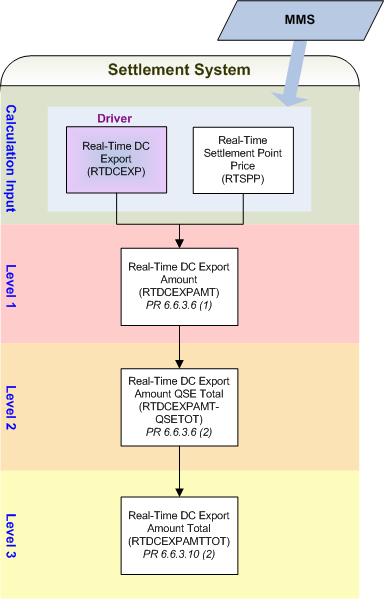 MMS
Settlement System
Calculation Input
Driver
Real-Time DC
Export
(RTDCEXP)
Real-Time
Settlement Point
Price
(RTSPP)
Level 1
Real-Time DC Export
Amount
(RTDCEXPAMT)
PR 6.6.3.6 (1)
Level 2
Real-Time DC Export
Amount QSE Total
(RTDCEXPAMT-
QSETOT)
PR 6.6.3.6 (2)
Level 3
Real-Time DC Export
Amount Total
(RTDCEXPAMTTOT)
PR 6.6.3.10 (2)